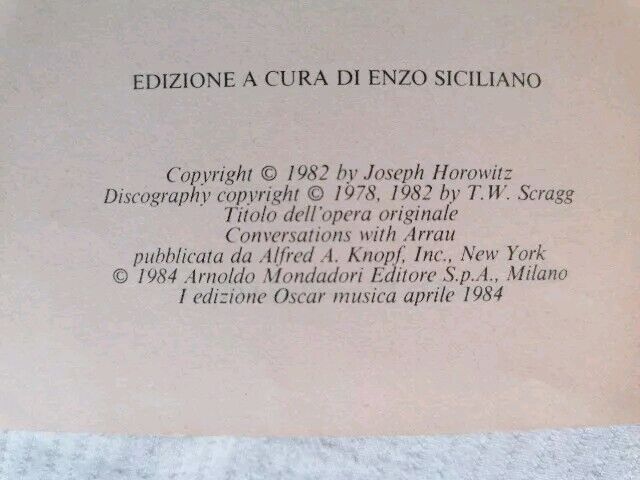 EDIZIONE A CURA DI ENZO SICILIANO
Copyright © 1982 by Joseph Horowitz
Discography copyright © 1978, 1982 by T.W. Scragg
Titolo dell'opera originale
Conversations with Arrau
pubblicata da Alfred A. Knopf, Inc., New York
© 1984 Arnoldo Mondadori Editore S.p.A., Milano
I edizione Oscar musica aprile 1984